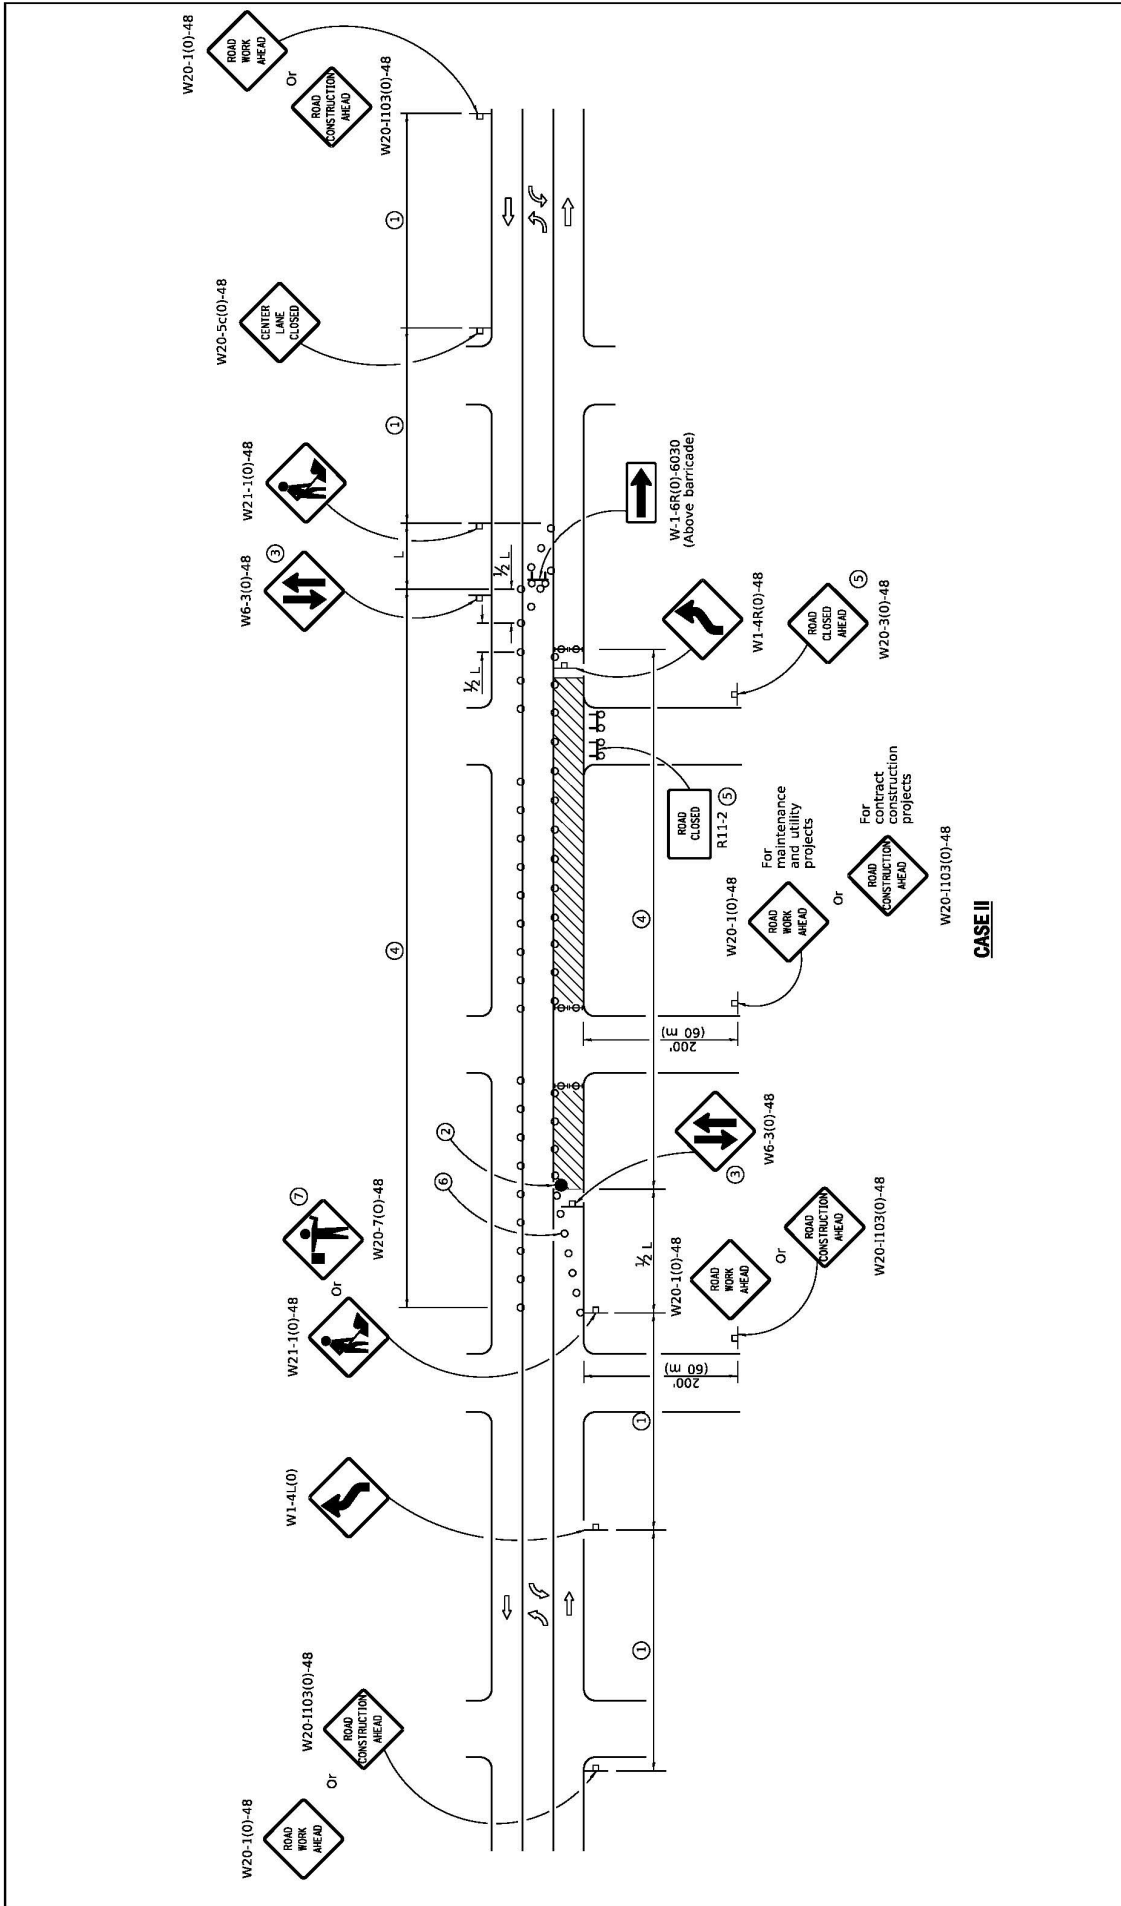 W20-1(O)-48
ROAD
WORK
AHEAD
Or
ROAD
CONSTRUCTION
AHEAD
W20-I103(0)-48
W20-5c(0)-48
CENTER
LANE
CLOSED
1
1
W21-1(0)-48
W6-3(0)-48
3
L
½ L
½ L
W-1-6R(0)-6030
(Above barricade)
W1-4R(0)-48
ROAD
CLOSED
AHEAD
5
W20-3(0)-48
ROAD
CLOSED
R11-2
5
4
4
For
maintenance
and utility
projects
W20-1(0)-48
ROAD
WORK
AHEAD
Or
For
contract
construction
projects
ROAD
CONSTRUCTION
AHEAD
W20-I103(0)-48
CASE II
200'
(60 m)
2
6
3
W6-3(0)-48
7
W20-7(O)-48
Or
W21-1(0)-48
½ L
W20-1(0)-48
ROAD
WORK
AHEAD
Or
ROAD
CONSTRUCTION
AHEAD
W20-I103(0)-48
200'
(60 m)
1
W1-4L(0)
1
W20-I103(0)-48
ROAD
CONSTRUCTION
AHEAD
Or
W20-1(0)-48
ROAD
WORK
AHEAD